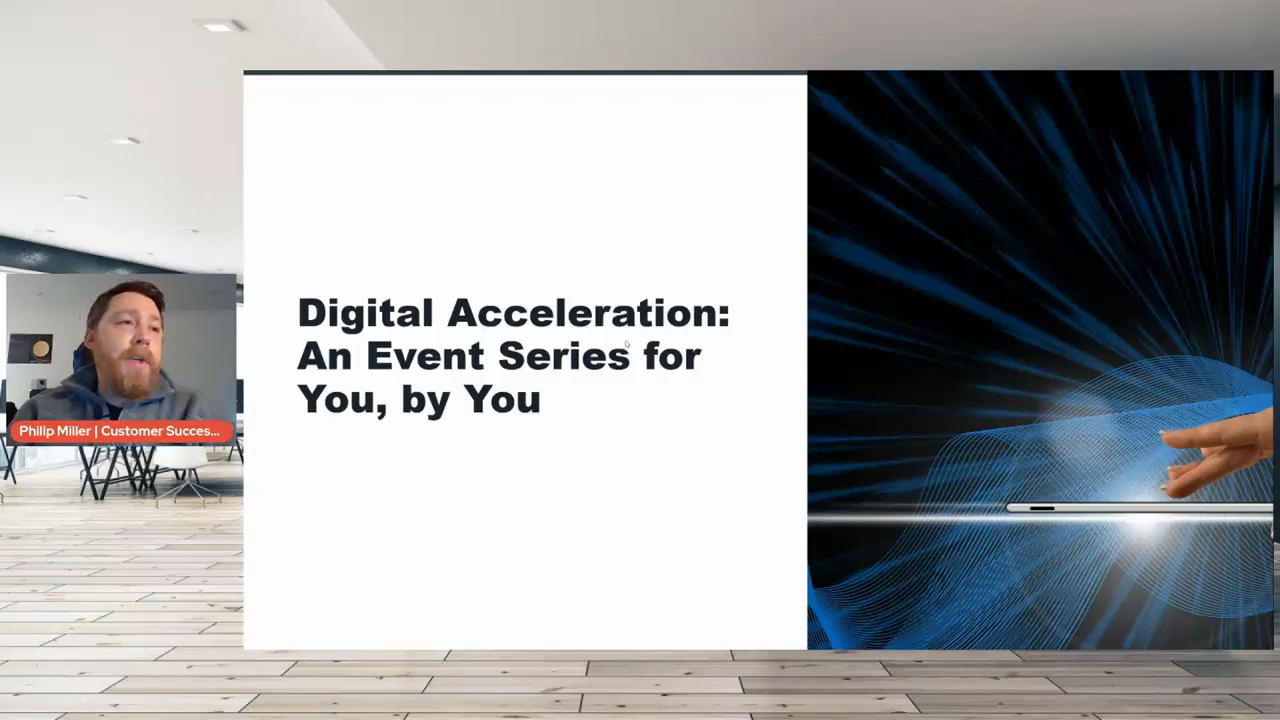 Digital Acceleration:
An Event Series for
You, by You
Philip Miller | Customer Succes...